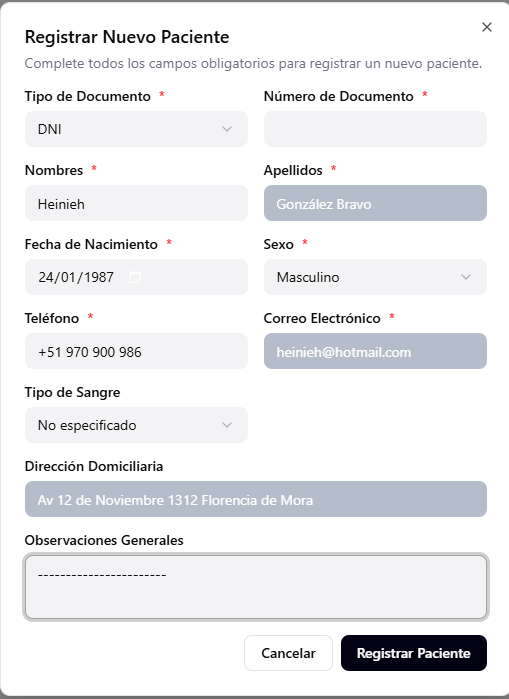 Registrar Nuevo Paciente
Complete todos los campos obligatorios para registrar un nuevo paciente.
Tipo de Documento * Número de Documento *
DNI
Nombres * Apellidos *
Heinieh González Bravo
Fecha de Nacimiento * Sexo *
24/01/1987 Masculino
Teléfono * Correo Electrónico *
+51 970 900 986 heinieh@hotmail.com
Tipo de Sangre
No especificado
Dirección Domiciliaria
Av 12 de Noviembre 1312 Florencia de Mora
Observaciones Generales
-----------------------
Cancelar Registrar Paciente